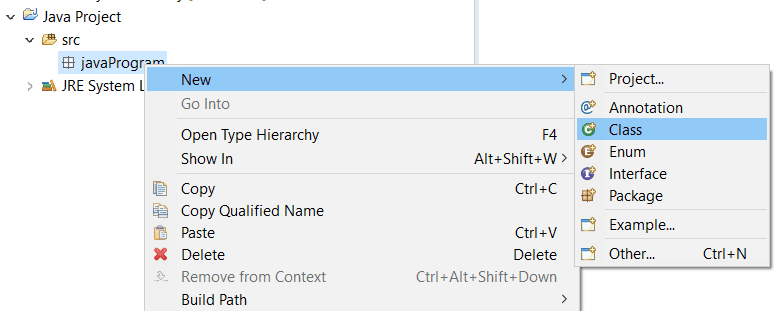 Java Project
src
javaProgram
JRE System L
New
Go Into
Open Type Hierarchy F4
Show In Alt+Shift+W
Copy Ctrl+C
Copy Qualified Name
Paste Ctrl+V
Delete Delete
Remove from Context Ctrl+Alt+Shift+Down
Build Path
Project...
Annotation
Class
Enum
Interface
Package
Example...
Other... Ctrl+N